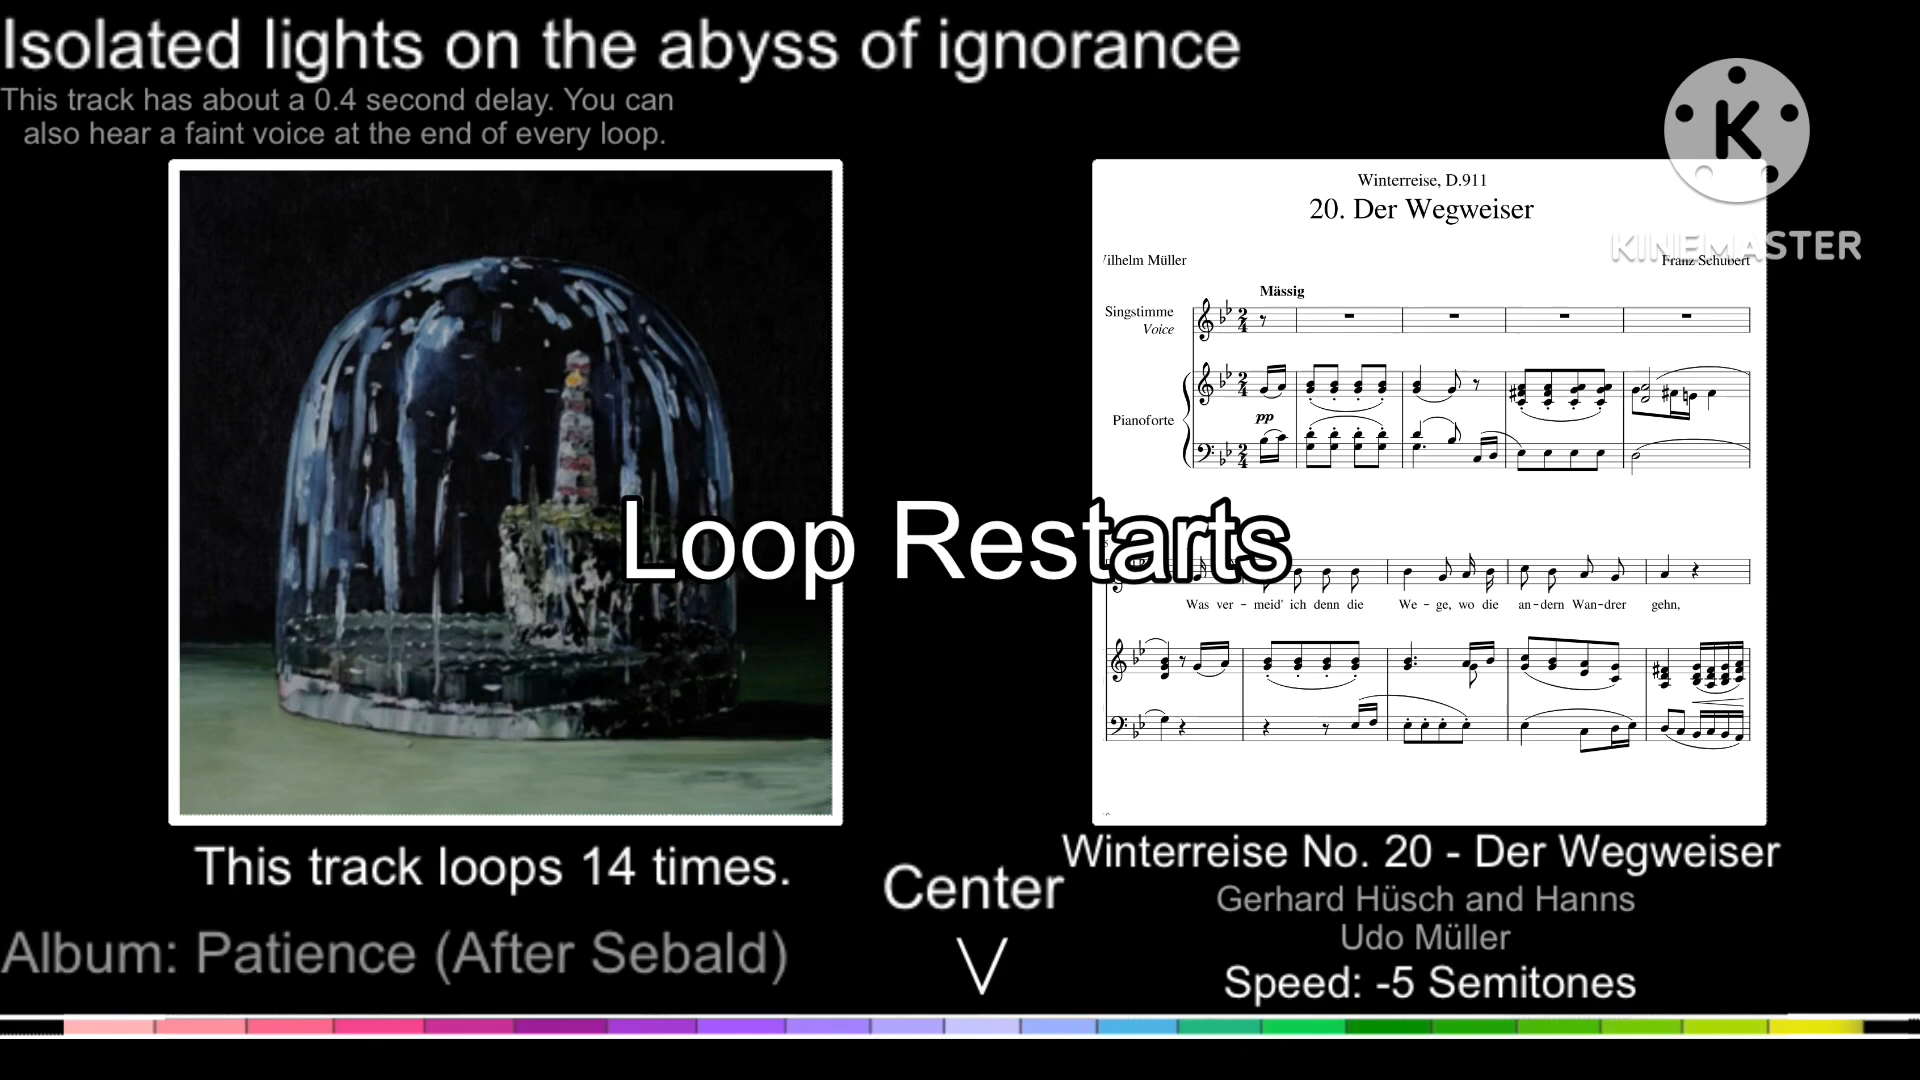 Isolated lights on the abyss of ignorance
This track has about a 0.4 second delay. You can
also hear a faint voice at the end of every loop.
K
KINEMASTER
Winterreise, D.911
20. Der Wegweiser
Müller
Franz Schubert
Mässig
Singstimme
Voice
pp
Pianoforte
Loop Restarts
Was ver - meid' ich denn die We - ge, wo die an - dern Wan - drer gehn,
This track loops 14 times.
Winterreise No. 20 - Der Wegweiser
Center
Gerhard Hüsch and Hanns
Udo Müller
Album: Patience (After Sebald)
V
Speed: -5 Semitones